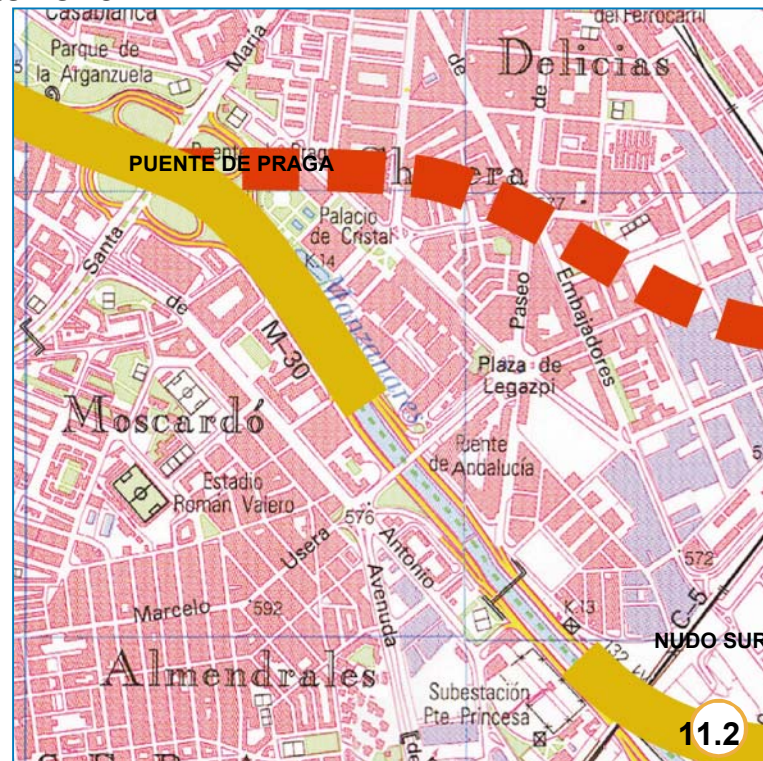 Casablanca
del Ferrocarril
Parque de
la Arganzuela
María
de
Delicias
de
PUENTE DE PRAGA
Chopera
Palacio
de Cristal
K.14
Santa
de
Manzanares
M-30
Paseo
Embajadores
Plaza de
Legazpi
Moscardó
Puente
de Andalucía
Estadio
Román Valero
576
Usera
Antonio
572
Marcelo
592
Avenida
K.13
C-5
NUDO SUR
Almendrales
Subestación
Pte. Princesa
11.2
de